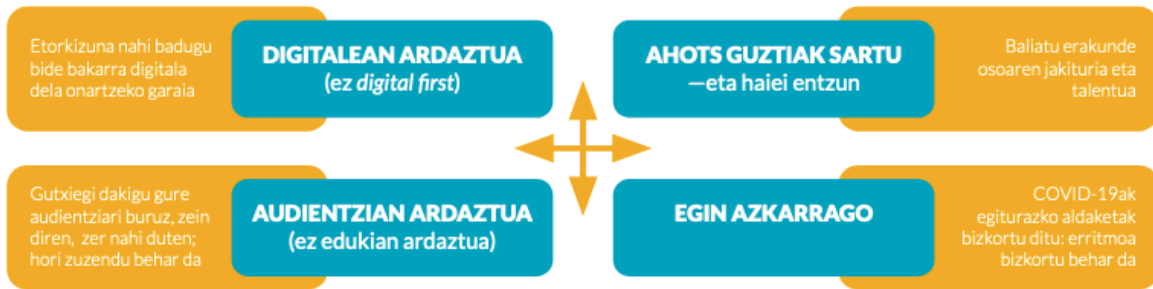 Etorkizuna nahi badugu
bide bakarra digitala
dela onartzeko garaia
DIGITALEAN ARDAZTUA
(ez digital first)
AHOTS GUZTIAK SARTU
—eta haiei entzun
Baliatu erakunde
osoaren jakituria eta
talentua
Gutxiegi dakigu gure
audientziari buruz, zein
diren, zer nahi duten;
hori zuzendu behar da
AUDIENTZIAN ARDAZTUA
(ez edukian ardaztua)
EGIN AZKARRAGO
COVID-19ak
egiturazko aldaketak
bizkortu ditu: erritmoa
bizkortu behar da